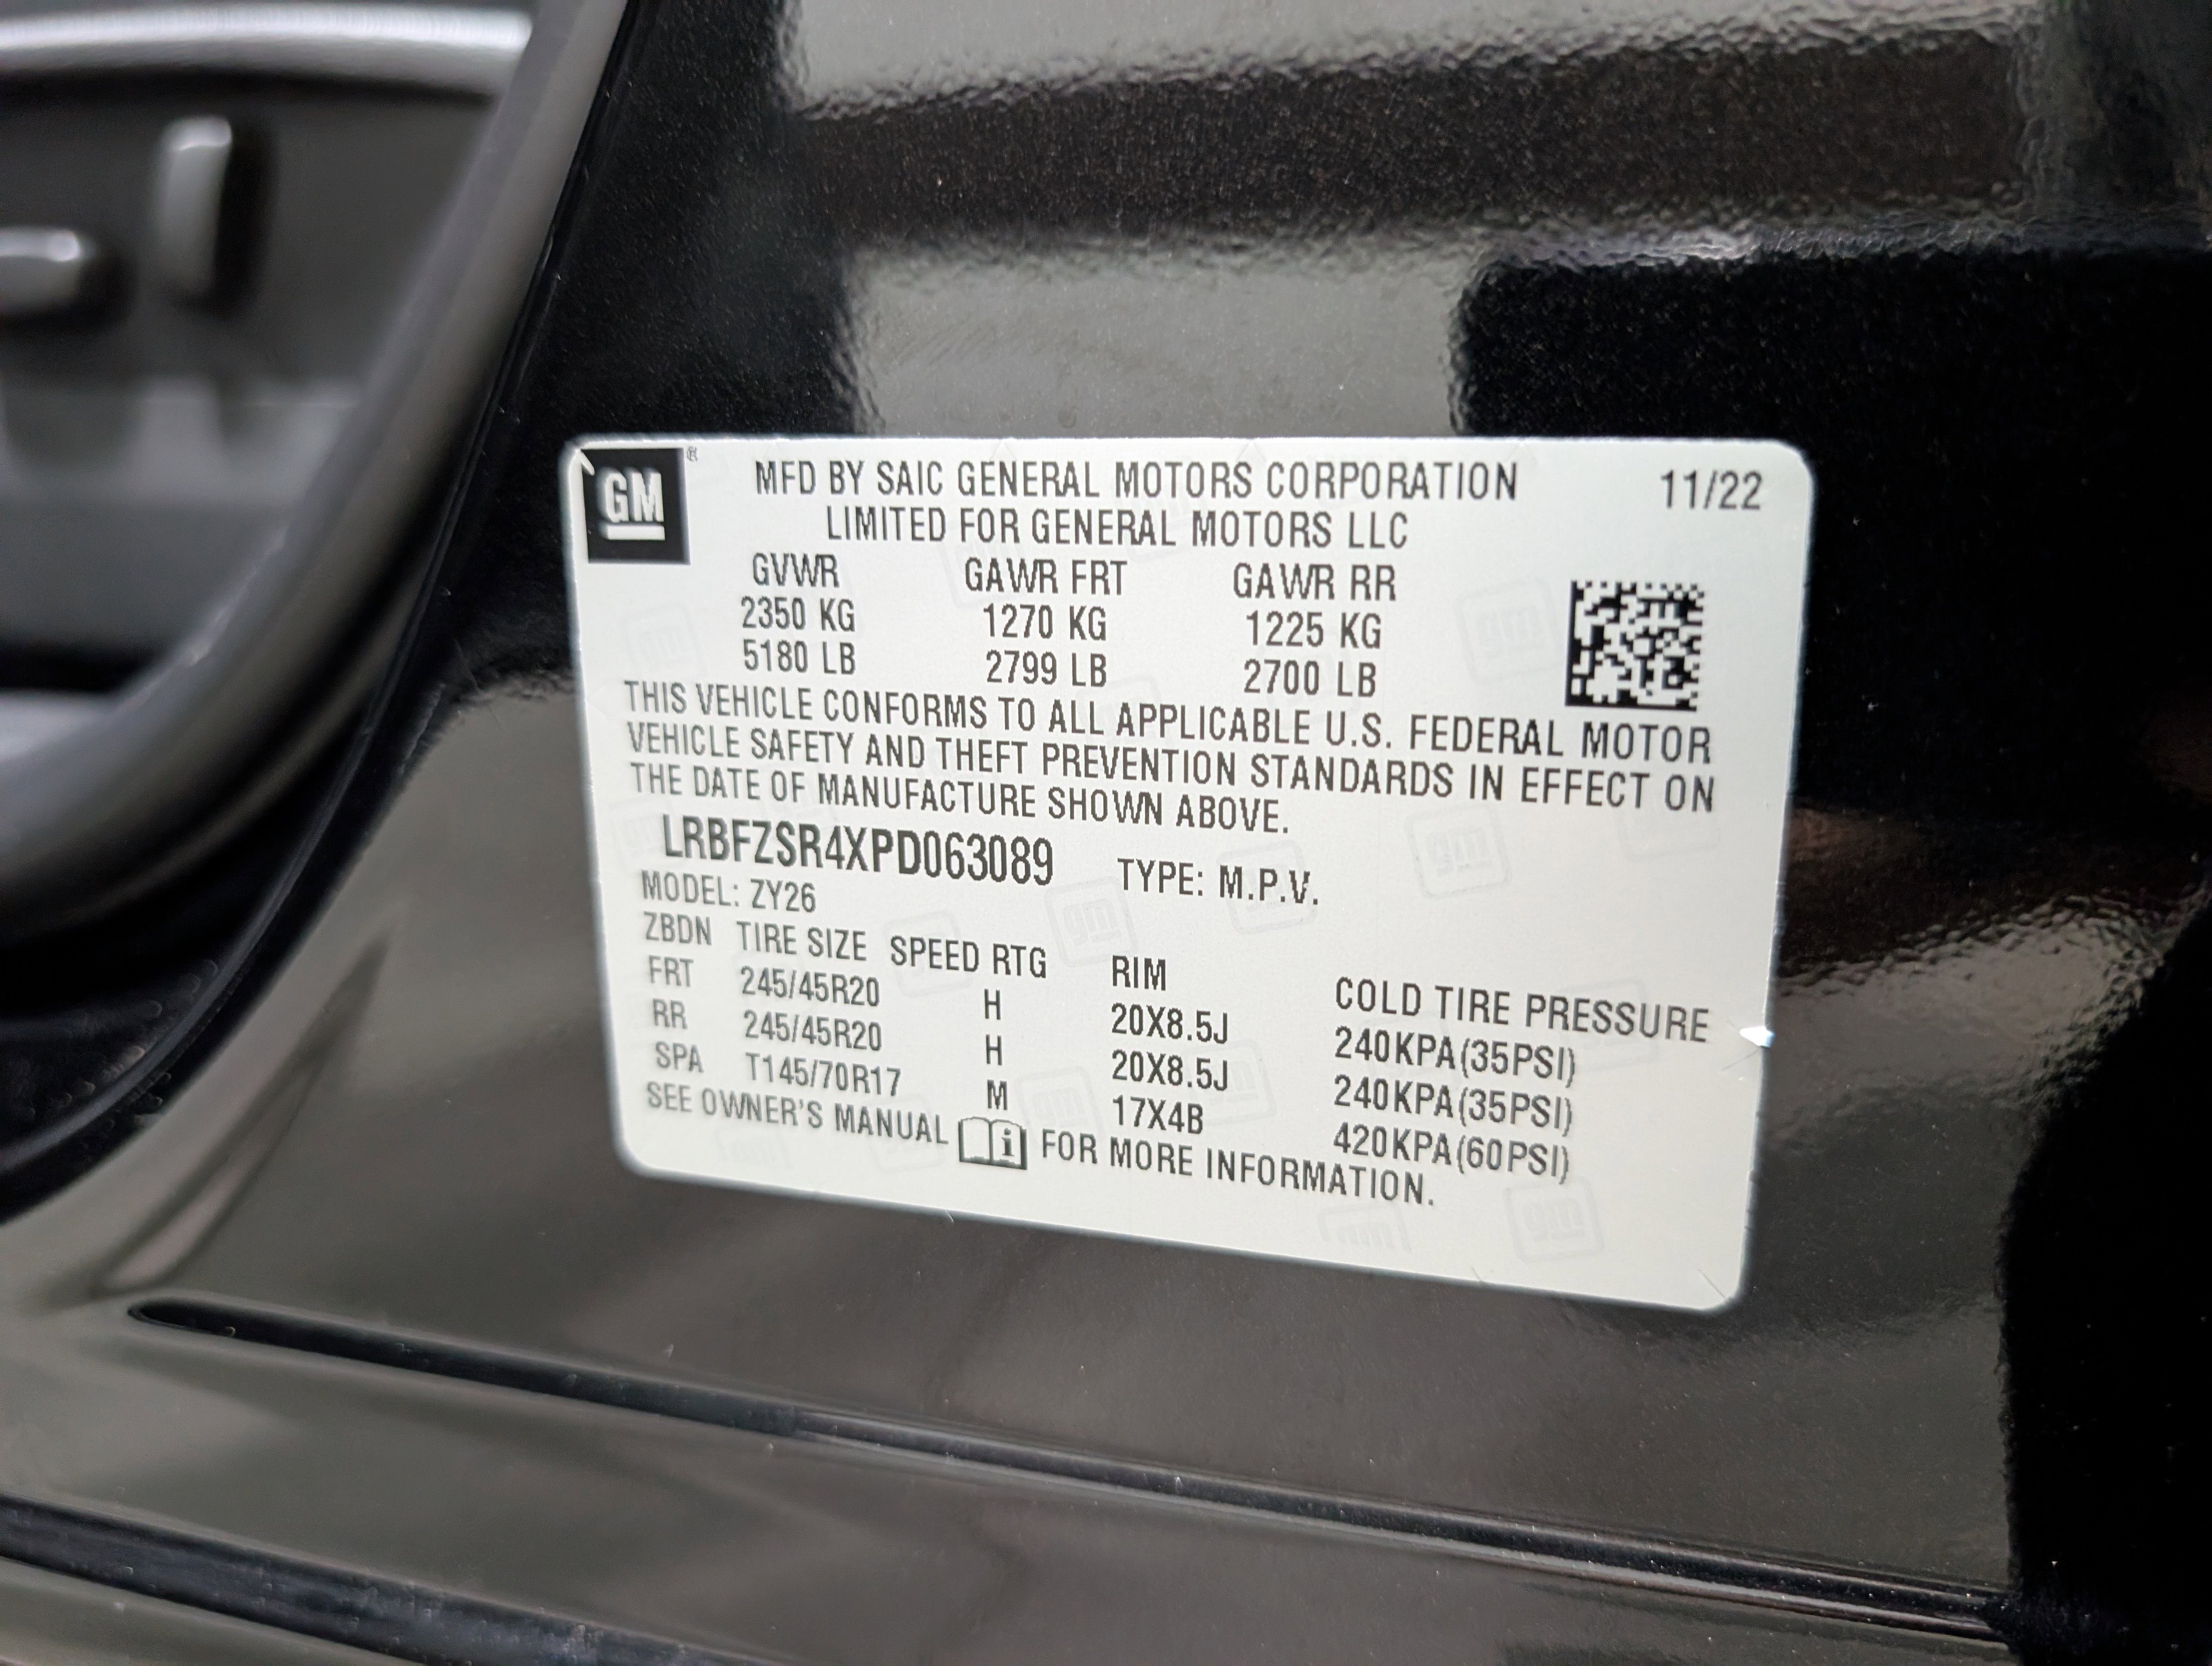 GM ®
MFD BY SAIC GENERAL MOTORS CORPORATION 11/22
LIMITED FOR GENERAL MOTORS LLC
GVWR GAWR FRT GAWR RR
2350 KG 1270 KG 1225 KG
5180 LB 2799 LB 2700 LB
THIS VEHICLE CONFORMS TO ALL APPLICABLE U.S. FEDERAL MOTOR
VEHICLE SAFETY AND THEFT PREVENTION STANDARDS IN EFFECT ON
THE DATE OF MANUFACTURE SHOWN ABOVE.
LRBFZSR4XPD063089 TYPE: M.P.V.
MODEL: ZY26
ZBDN TIRE SIZE SPEED RTG RIM COLD TIRE PRESSURE
FRT 245/45R20 H 20X8.5J 240KPA(35PSI)
RR 245/45R20 H 20X8.5J 240KPA(35PSI)
SPA T145/70R17 M 17X4B 420KPA(60PSI)
SEE OWNER'S MANUAL i FOR MORE INFORMATION.